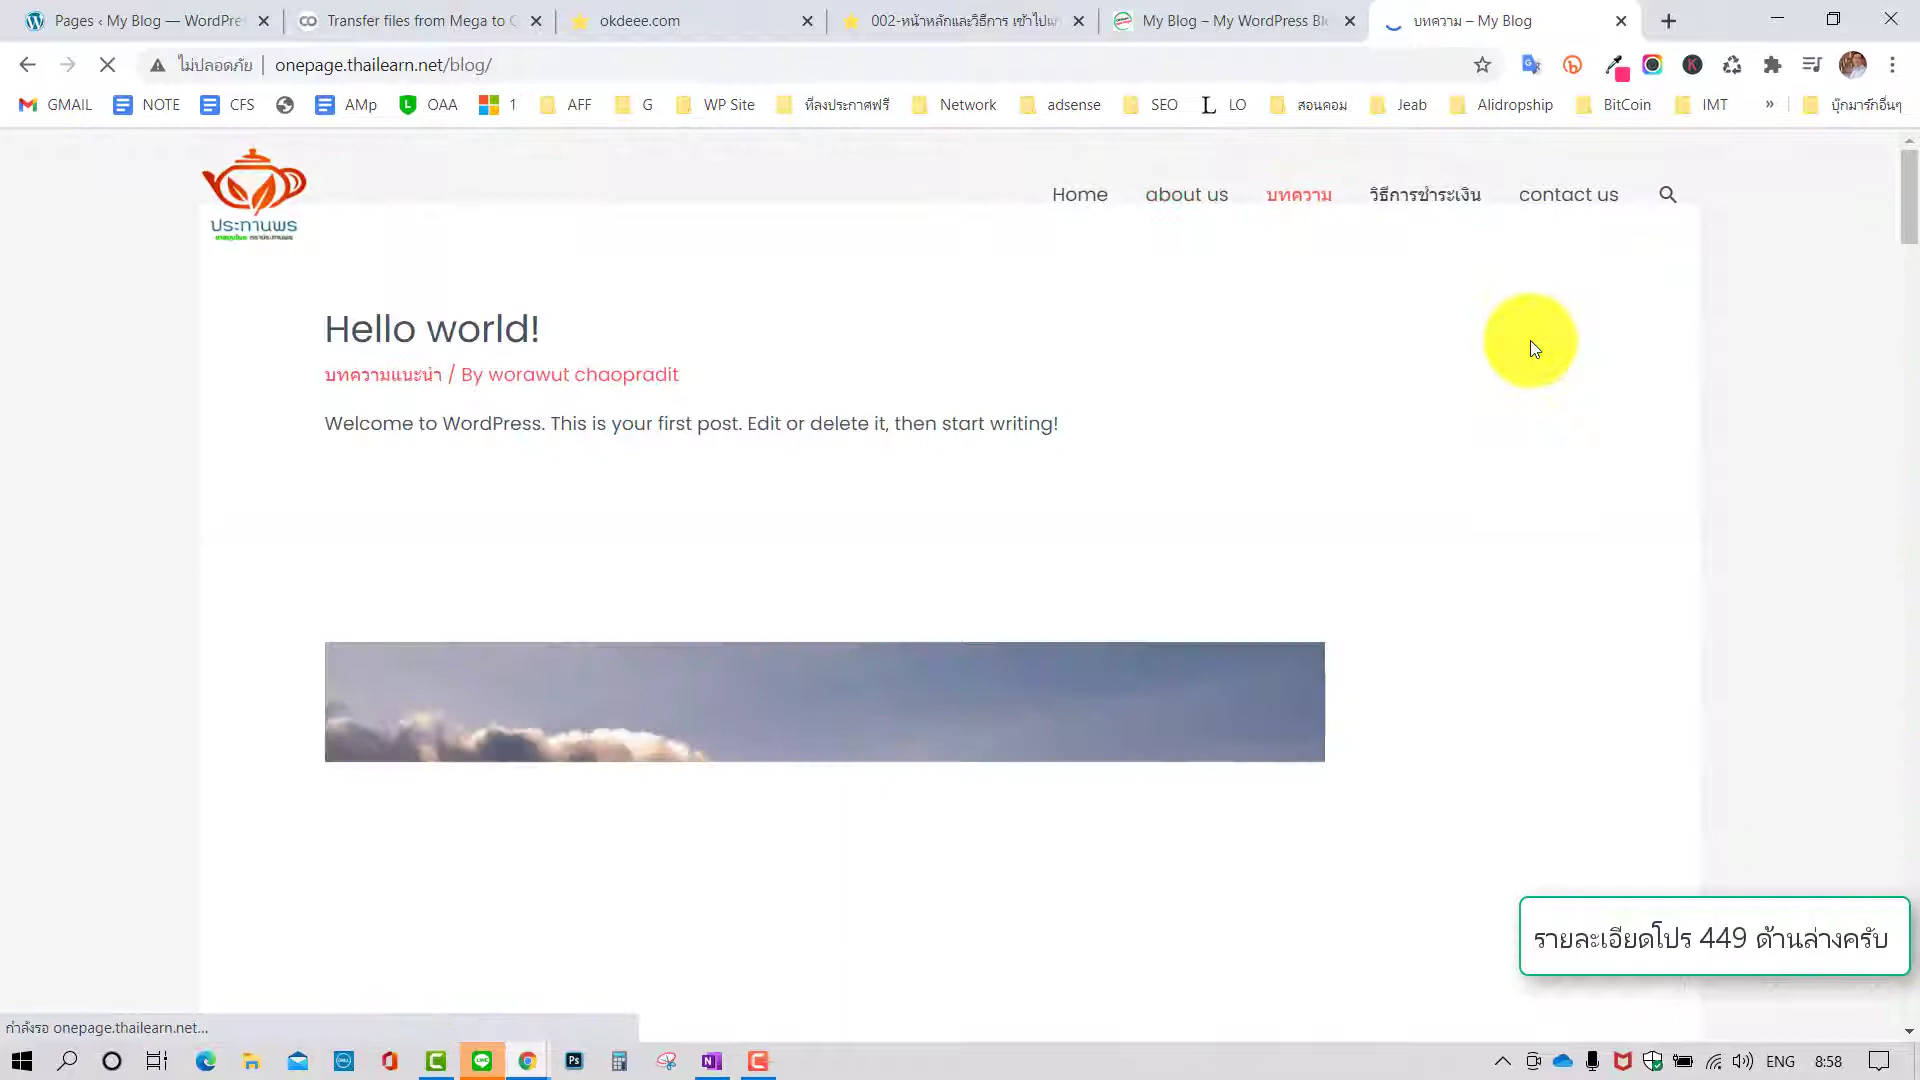 Pages ‹ My Blog — WordPre
Transfer files from Mega to G
okdeee.com
002-หน้าหลักและวิธีการ เข้าไปแก
My Blog – My WordPress Blo
บทความ – My Blog
ไม่ปลอดภัย | onepage.thailearn.net/blog/
GMAIL NOTE CFS AMp OAA 1 AFF G WP Site ที่ลงประกาศฟรี Network adsense SEO LO สอนคอม Jeab Alidropship BitCoin IMT » บุ๊กมาร์กอื่นๆ
ประทานพร
Home about us บทความ วิธีการชำระเงิน contact us
Hello world!
บทความแนะนำ / By worawut chaopradit
Welcome to WordPress. This is your first post. Edit or delete it, then start writing!
รายละเอียดโปร 449 ด้านล่างครับ
กำลังรอ onepage.thailearn.net...
ENG 8:58